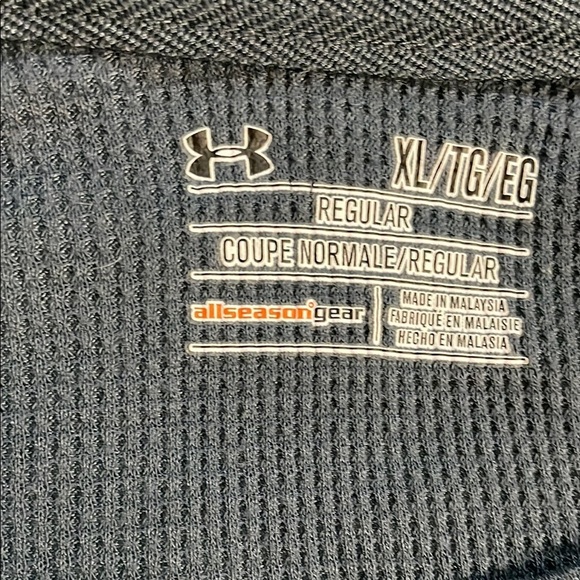 XL/TG/EG
REGULAR
COUPE NORMALE/REGULAR
allseasongear
MADE IN MALAYSIA
FABRIQUÉ EN MALAISIE
HECHO EN MALASIA